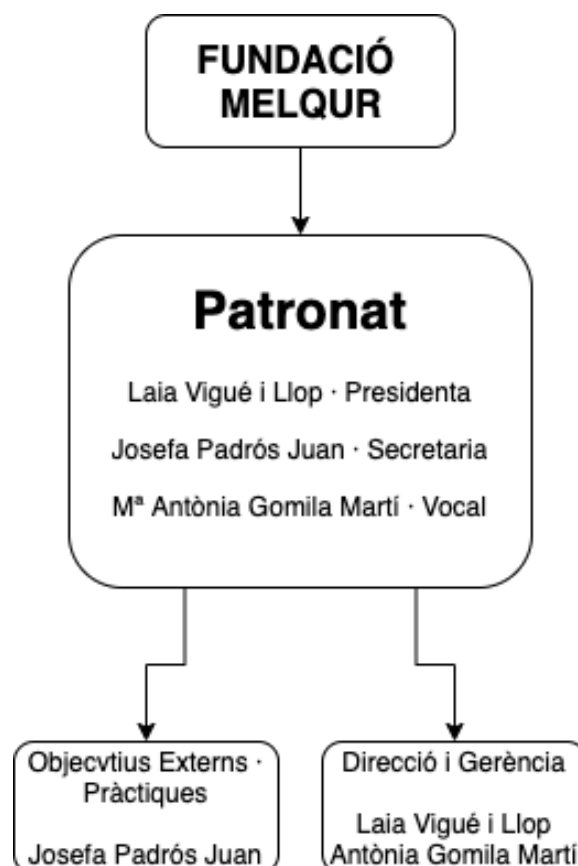 FUNDACIÓ
MELQUR
Patronat
Laia Vigué i Llop · Presidenta
Josefa Padrós Juan · Secretaria
Mª Antònia Gomila Martí · Vocal
Objecvtius Externs ·
Pràctiques
Josefa Padrós Juan
Direcció i Gerència
Laia Vigué i Llop
Antònia Gomila Martí